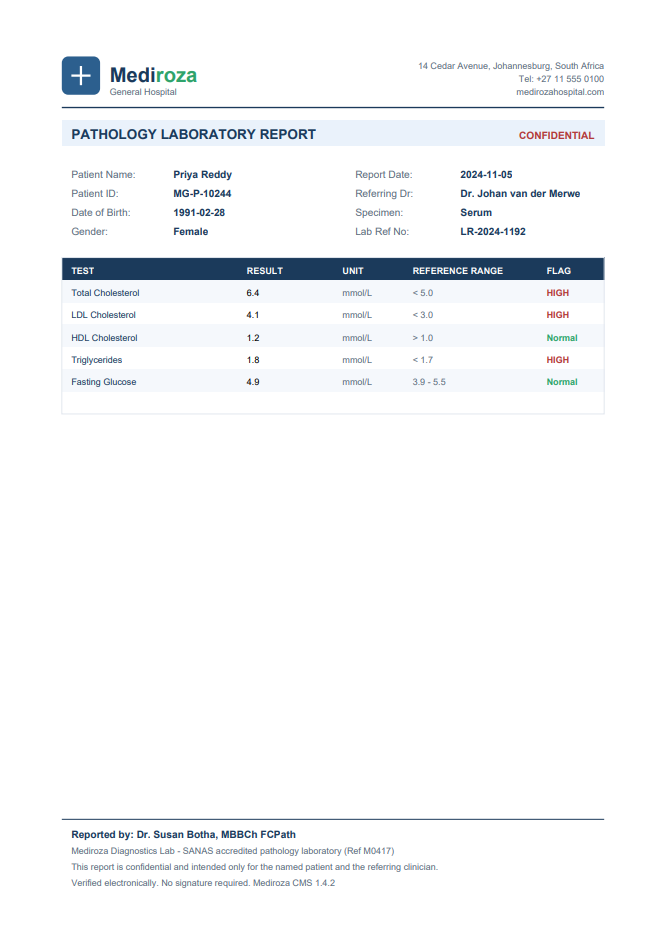 Mediroza
General Hospital
14 Cedar Avenue, Johannesburg, South Africa
Tel: +27 11 555 0100
medirozahospital.com
PATHOLOGY LABORATORY REPORT CONFIDENTIAL
Patient Name: Priya Reddy Report Date: 2024-11-05
Patient ID: MG-P-10244 Referring Dr: Dr. Johan van der Merwe
Date of Birth: 1991-02-28 Specimen: Serum
Gender: Female Lab Ref No: LR-2024-1192
TEST RESULT UNIT REFERENCE RANGE FLAG
Total Cholesterol 6.4 mmol/L < 5.0 HIGH
LDL Cholesterol 4.1 mmol/L < 3.0 HIGH
HDL Cholesterol 1.2 mmol/L > 1.0 Normal
Triglycerides 1.8 mmol/L < 1.7 HIGH
Fasting Glucose 4.9 mmol/L 3.9 - 5.5 Normal
Reported by: Dr. Susan Botha, MBBCh FCPath
Mediroza Diagnostics Lab - SANAS accredited pathology laboratory (Ref M0417)
This report is confidential and intended only for the named patient and the referring clinician.
Verified electronically. No signature required. Mediroza CMS 1.4.2